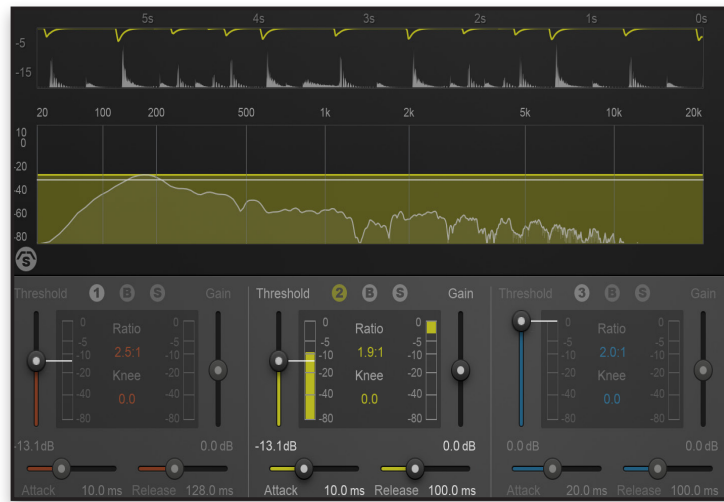 5s 4s 3s 2s 1s 0s
-5
-15
20 100 200 500 1k 2k 5k 10k 20k
10
0
-20
-40
-60
-80
S
Threshold 1 B S Gain Threshold 2 B S Gain Threshold 3 B S Gain
0 Ratio 0 0 Ratio 0 0 Ratio 0
-5 -5 -5 -5 -5 -5
-10 2.5:1 -10 -10 1.9:1 -10 -10 2.0:1 -10
-20 Knee -20 -20 Knee -20 -20 Knee -20
-40 0.0 -40 -40 0.0 -40 -40 0.0 -40
-80 -80 -80 -80 -80 -80
-13.1dB 0.0 dB -13.1dB 0.0 dB 0.0 dB 0.0 dB
Attack 10.0 ms Release 128.0 ms Attack 10.0 ms Release 100.0 ms Attack 20.0 ms Release 100.0 ms